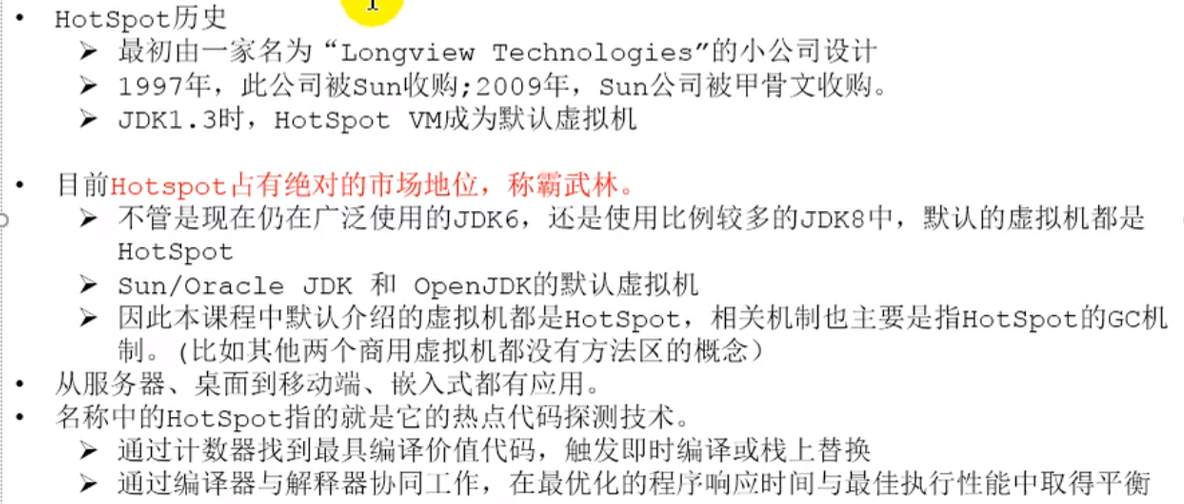 • HotSpot历史
➢ 最初由一家名为“Longview Technologies”的小公司设计
➢ 1997年，此公司被Sun收购;2009年，Sun公司被甲骨文收购。
➢ JDK1.3时，HotSpot VM成为默认虚拟机
• 目前Hotspot占有绝对的市场地位，称霸武林。
➢ 不管是现在仍在广泛使用的JDK6，还是使用比例较多的JDK8中，默认的虚拟机都是
HotSpot
➢ Sun/Oracle JDK 和 OpenJDK的默认虚拟机
➢ 因此本课程中默认介绍的虚拟机都是HotSpot，相关机制也主要是指HotSpot的GC机
制。(比如其他两个商用虚拟机都没有方法区的概念）
• 从服务器、桌面到移动端、嵌入式都有应用。
• 名称中的HotSpot指的就是它的热点代码探测技术。
➢ 通过计数器找到最具编译价值代码，触发即时编译或栈上替换
➢ 通过编译器与解释器协同工作，在最优化的程序响应时间与最佳执行性能中取得平衡